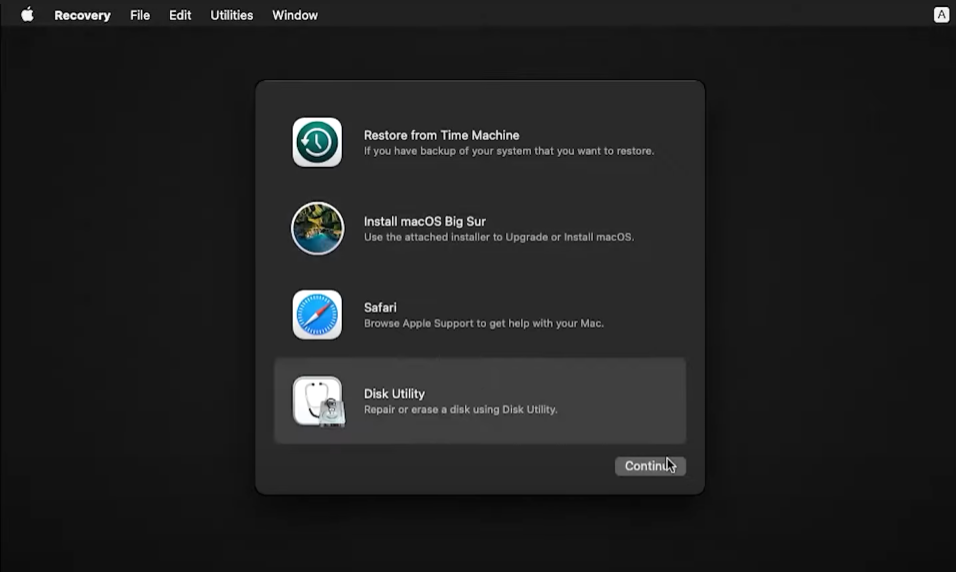 Recovery File Edit Utilities Window A
Restore from Time Machine
If you have backup of your system that you want to restore.
Install macOS Big Sur
Use the attached installer to Upgrade or Install macOS.
Safari
Browse Apple Support to get help with your Mac.
Disk Utility
Repair or erase a disk using Disk Utility.
Continue